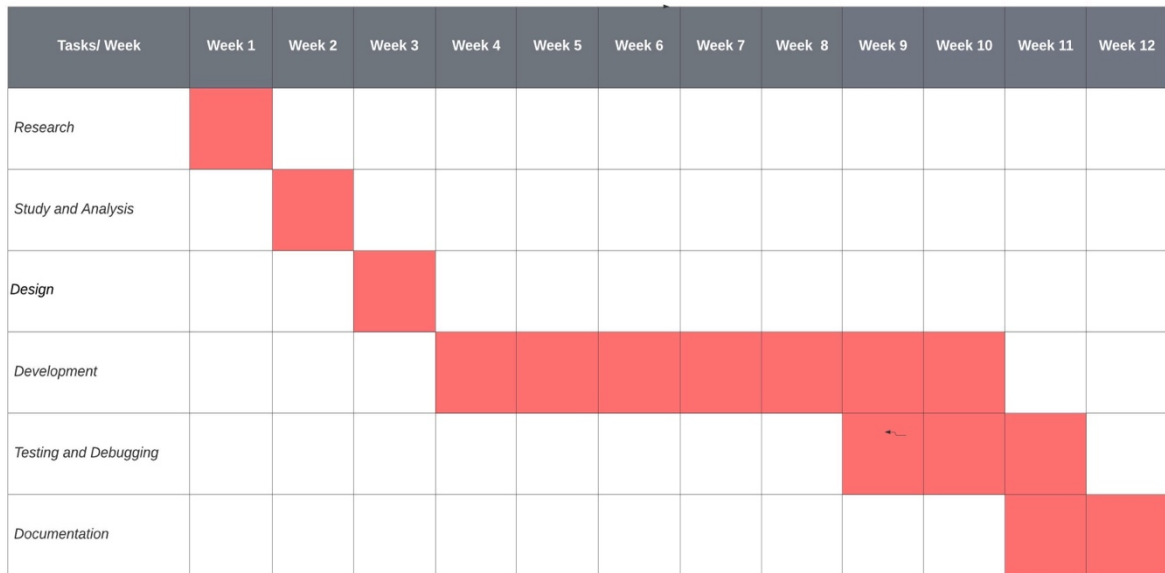 Tasks/ Week Week 1 Week 2 Week 3 Week 4 Week 5 Week 6 Week 7 Week 8 Week 9 Week 10 Week 11 Week 12
Research
Study and Analysis
Design
Development
Testing and Debugging
Documentation